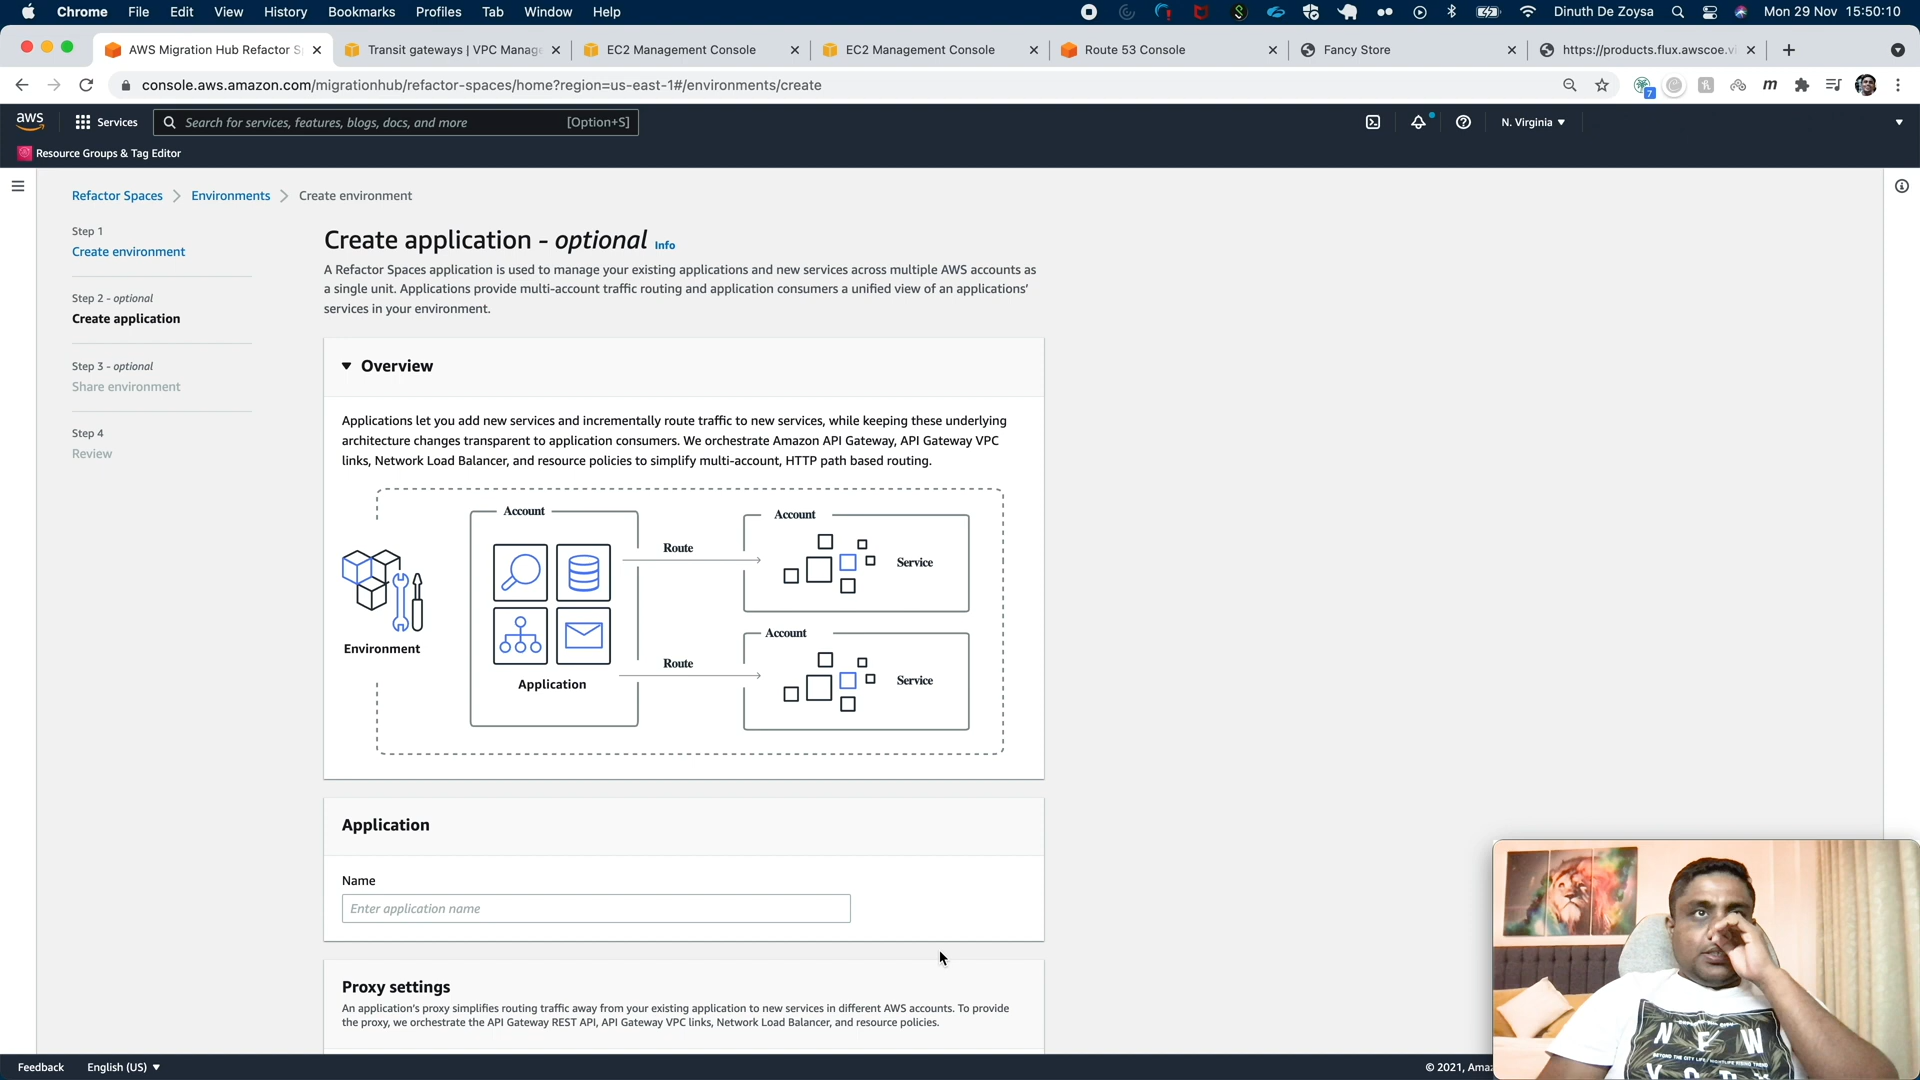 Chrome File Edit View History Bookmarks Profiles Tab Window Help Dinuth De Zoysa Mon 29 Nov 15:50:10
AWS Migration Hub Refactor S Transit gateways | VPC Manage EC2 Management Console EC2 Management Console Route 53 Console Fancy Store https://products.flux.awscoe.v
console.aws.amazon.com/migrationhub/refactor-spaces/home?region=us-east-1#/environments/create 7 m
aws Services Search for services, features, blogs, docs, and more [Option+S] N. Virginia
Resource Groups & Tag Editor
Refactor Spaces Environments Create environment
Step 1
Create environment
Step 2 - optional
Create application
Step 3 - optional
Share environment
Step 4
Review
Create application - optional Info
A Refactor Spaces application is used to manage your existing applications and new services across multiple AWS accounts as
a single unit. Applications provide multi-account traffic routing and application consumers a unified view of an applications'
services in your environment.
Overview
Applications let you add new services and incrementally route traffic to new services, while keeping these underlying
architecture changes transparent to application consumers. We orchestrate Amazon API Gateway, API Gateway VPC
links, Network Load Balancer, and resource policies to simplify multi-account, HTTP path based routing.
Account
Account
Route
Service
Environment
Account
Route
Service
Application
Application
Name
Enter application name
Proxy settings
An application's proxy simplifies routing traffic away from your existing application to new services in different AWS accounts. To provide
the proxy, we orchestrate the API Gateway REST API, API Gateway VPC links, Network Load Balancer, and resource policies.
NEW
BEYOND THE CITY LIFE
Feedback English (US) © 2021, Amaz